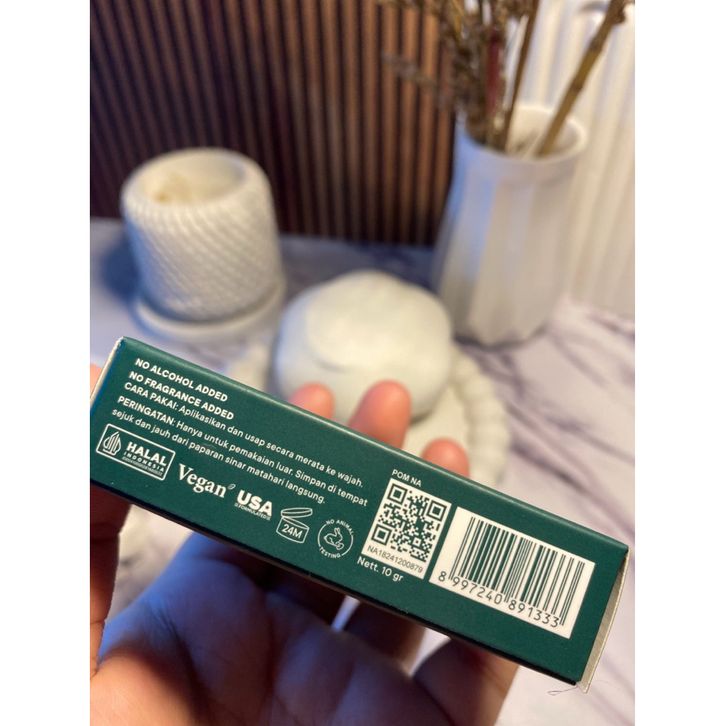 NO ALCOHOL ADDED
NO FRAGRANCE ADDED
CARA PAKAI: Aplikasikan dan usap secara merata ke wajah.
PERINGATAN: Hanya untuk pemakaian luar. Simpan di tempat
sejuk dan jauh dari paparan sinar matahari langsung.
HALAL
INDONESIA
Vegan
USA
FORMULATED
24M
NO ANIMAL
TESTING
POM NA
NA18241200879
Nett. 10 gr
8 997240 891333